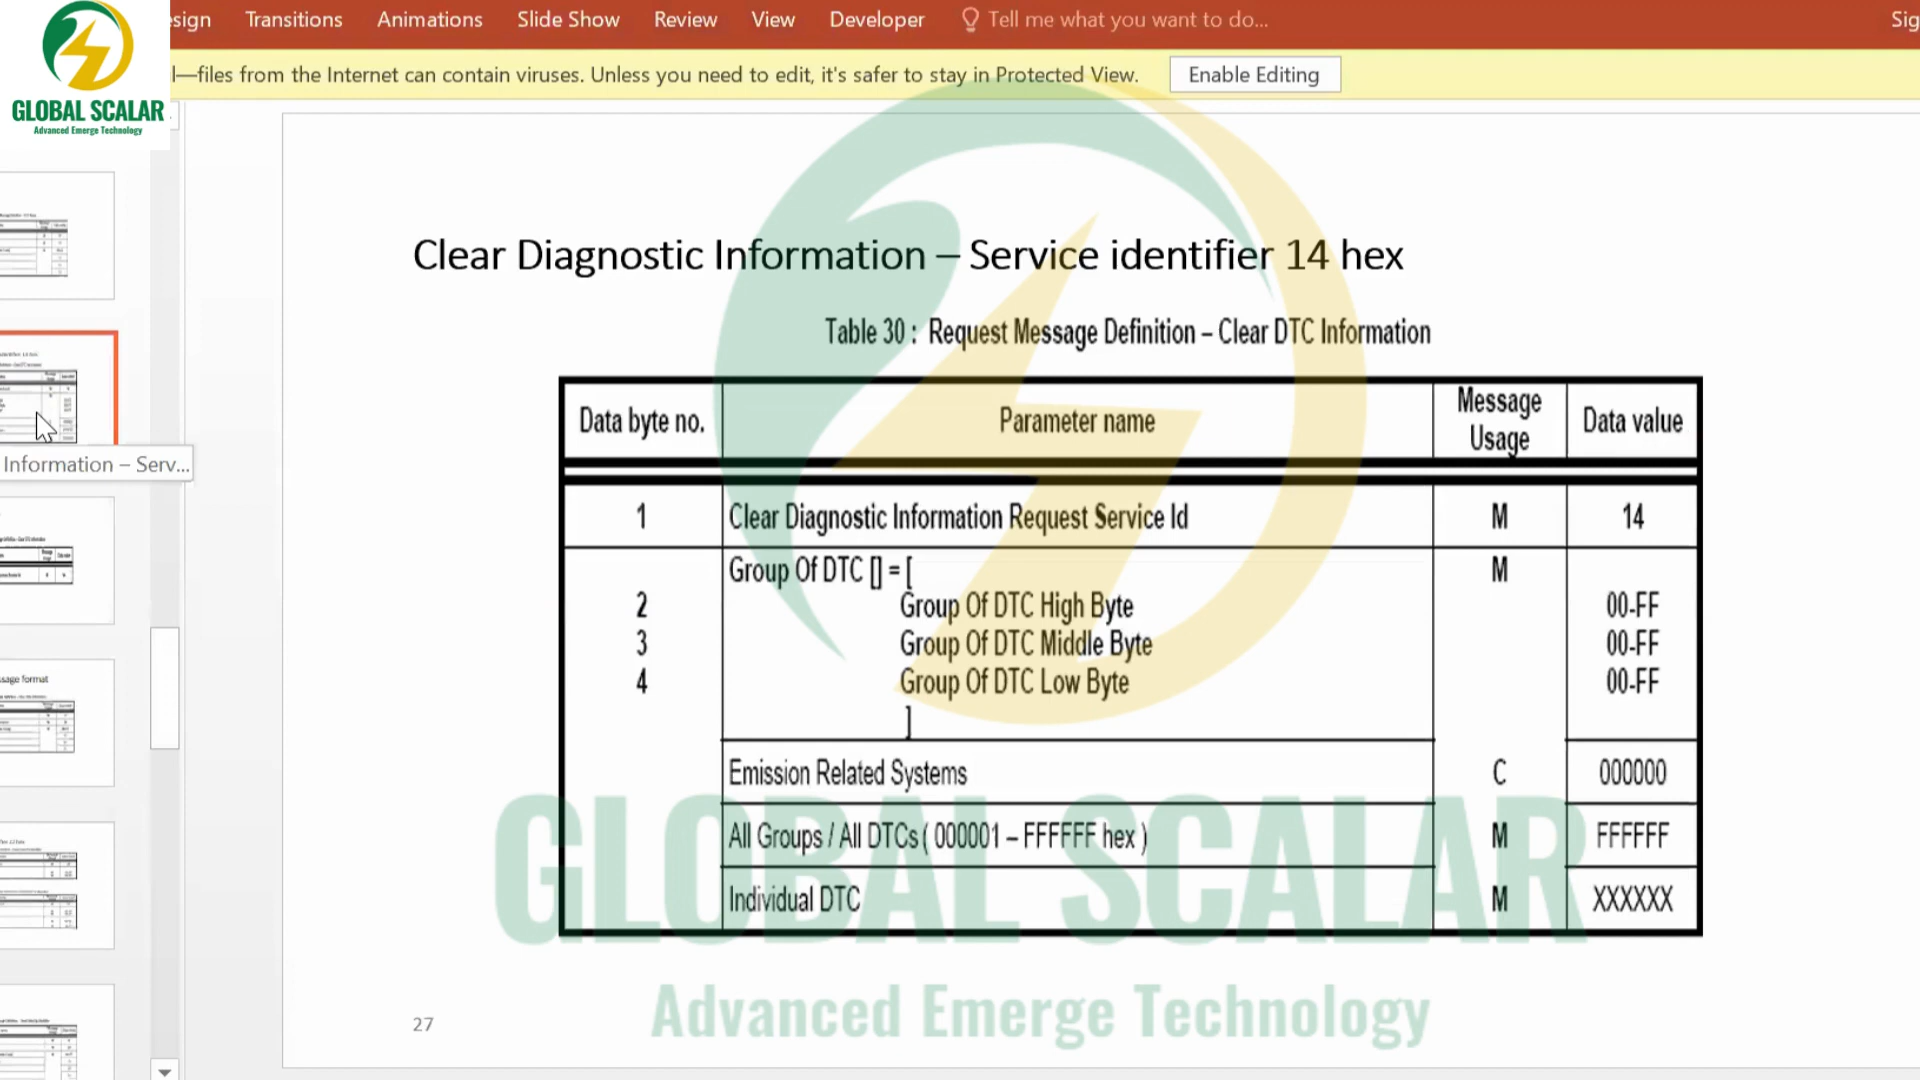 esign Transitions Animations Slide Show Review View Developer Tell me what you want to do... Sig
GLOBAL SCALAR
Advanced Emerge Technology
l—files from the Internet can contain viruses. Unless you need to edit, it's safer to stay in Protected View. Enable Editing
Information – Serv...
ssage format
Clear Diagnostic Information – Service identifier 14 hex
Table 30 : Request Message Definition – Clear DTC Information
Data byte no. Parameter name Message Usage Data value
1 Clear Diagnostic Information Request Service Id M 14
Group Of DTC [] = [ M
2 Group Of DTC High Byte 00-FF
3 Group Of DTC Middle Byte 00-FF
4 Group Of DTC Low Byte 00-FF
]
Emission Related Systems C 000000
All Groups / All DTCs ( 000001 – FFFFFF hex ) M FFFFFF
Individual DTC M XXXXXX
GLOBAL SCALAR
Advanced Emerge Technology
27